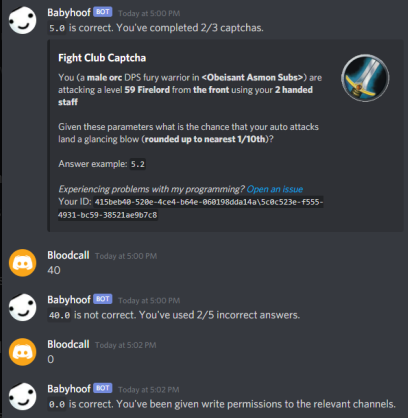 Babyhoof BOT Today at 5:00 PM
5.0 is correct. You've completed 2/3 captchas.
Fight Club Captcha
You (a male orc DPS fury warrior in <Obeisant Asmon Subs>) are
attacking a level 59 Firelord from the front using your 2 handed
staff
Given these parameters what is the chance that your auto attacks
land a glancing blow (rounded up to nearest 1/10th)?
Answer example: 5.2
Experiencing problems with my programming? Open an issue
Your ID: 415beb40-520e-4ce4-b64e-060198dda14a\5c0c523e-f555-
4931-bc59-38521ae9b7c8
Bloodcall Today at 5:00 PM
40
Babyhoof BOT Today at 5:00 PM
40.0 is not correct. You've used 2/5 incorrect answers.
Bloodcall Today at 5:02 PM
0
Babyhoof BOT Today at 5:02 PM
0.0 is correct. You've been given write permissions to the relevant channels.